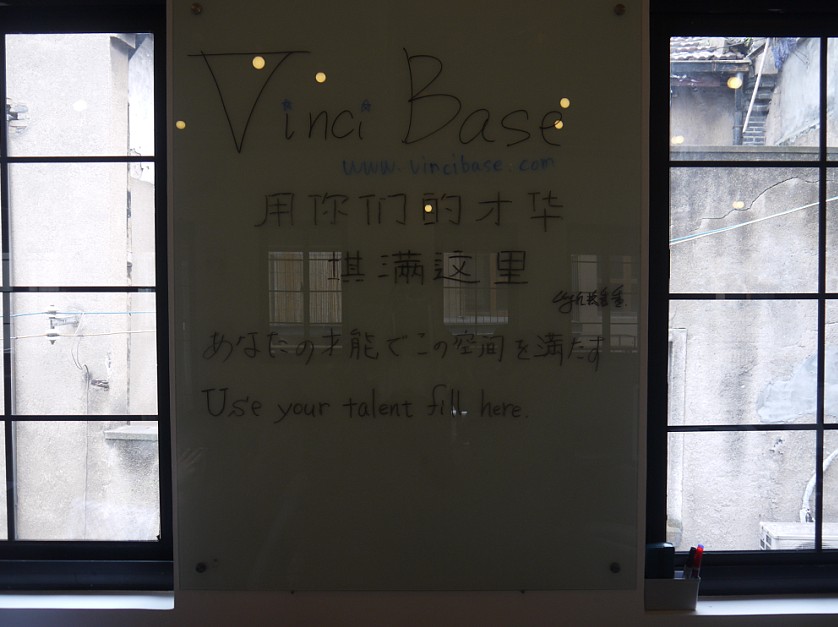 Vinci Base
www.vincibase.com
用你们的才华
填满这里
あなたの才能でこの空间を満たす
Use your talent fill here.